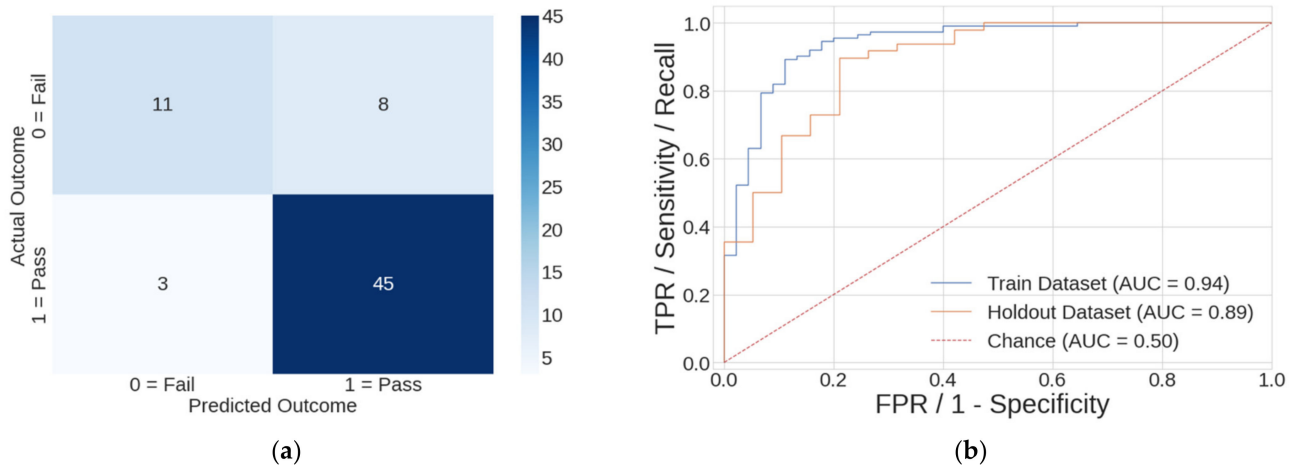 Actual Outcome
0 = Fail
1 = Pass
11
8
3
45
0 = Fail
1 = Pass
Predicted Outcome
45
40
35
30
25
20
15
10
5
(a)
TPR / Sensitivity / Recall
1.0
0.8
0.6
0.4
0.2
0.0
Train Dataset (AUC = 0.94)
Holdout Dataset (AUC = 0.89)
Chance (AUC = 0.50)
0.0
0.2
0.4
0.6
0.8
1.0
FPR / 1 - Specificity
(b)